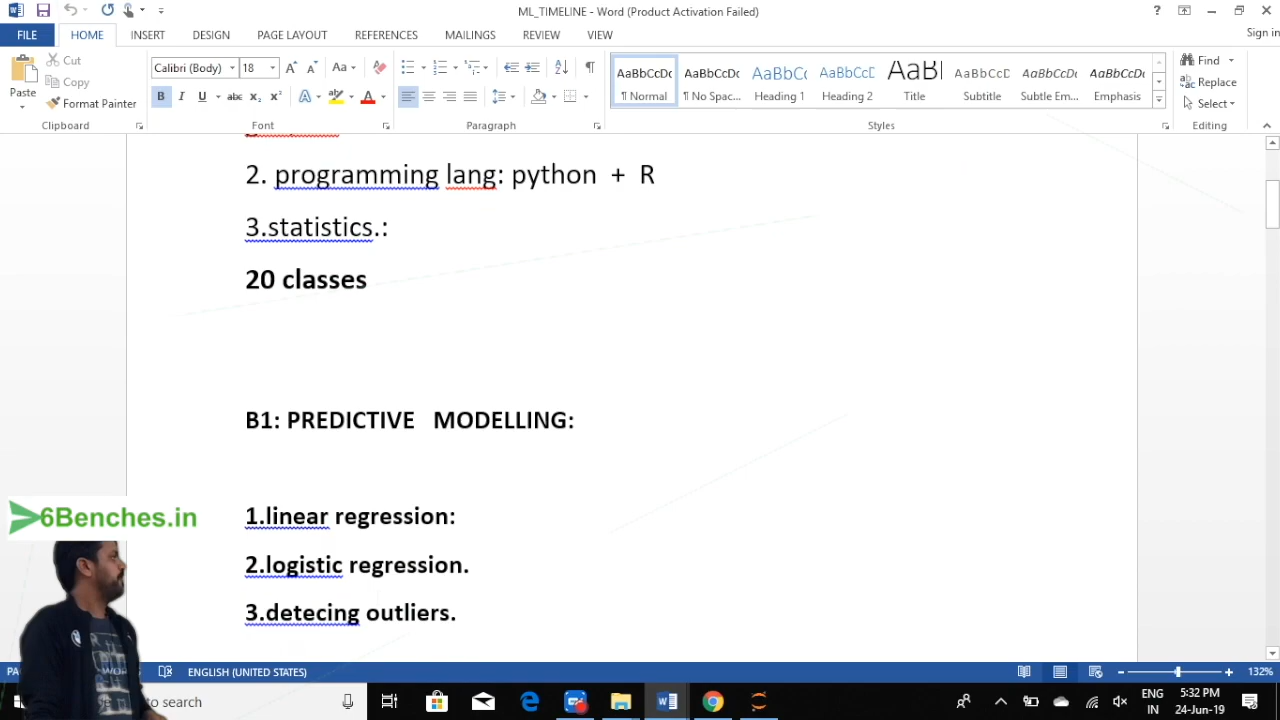 ML_TIMELINE - Word (Product Activation Failed)
Sign in
FILE HOME INSERT DESIGN PAGE LAYOUT REFERENCES MAILINGS REVIEW VIEW
Paste
Cut
Copy
Format Painter
Clipboard
Calibri (Body) 18
Font
Paragraph
AaBbCcDc AaBbCcDc AaBbCc AaBbCcD AaBl AaBbCcD AaBbCcDc AaBbCcDc
¶ Normal ¶ No Spac... Heading 1 Heading 2 Title Subtitle Subtle Em... Emphasis
Styles
Find
Replace
Select
Editing
2. programming lang: python + R
3.statistics.:
20 classes
B1: PREDICTIVE MODELLING:
1.linear regression:
2.logistic regression.
3.detecing outliers.
6Benches.in
ENGLISH (UNITED STATES)
132%
to search
ENG
IN
5:32 PM
24-Jun-19